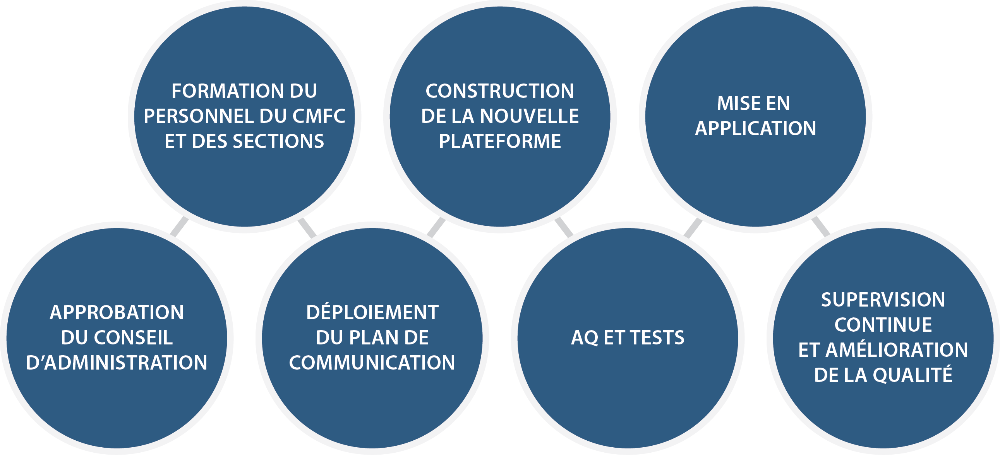 FORMATION DU
PERSONNEL DU CMFC
ET DES SECTIONS
CONSTRUCTION
DE LA NOUVELLE
PLATEFORME
MISE EN
APPLICATION
APPROBATION
DU CONSEIL
D’ADMINISTRATION
DÉPLOIEMENT
DU PLAN DE
COMMUNICATION
AQ ET TESTS
SUPERVISION
CONTINUE
ET AMÉLIORATION
DE LA QUALITÉ